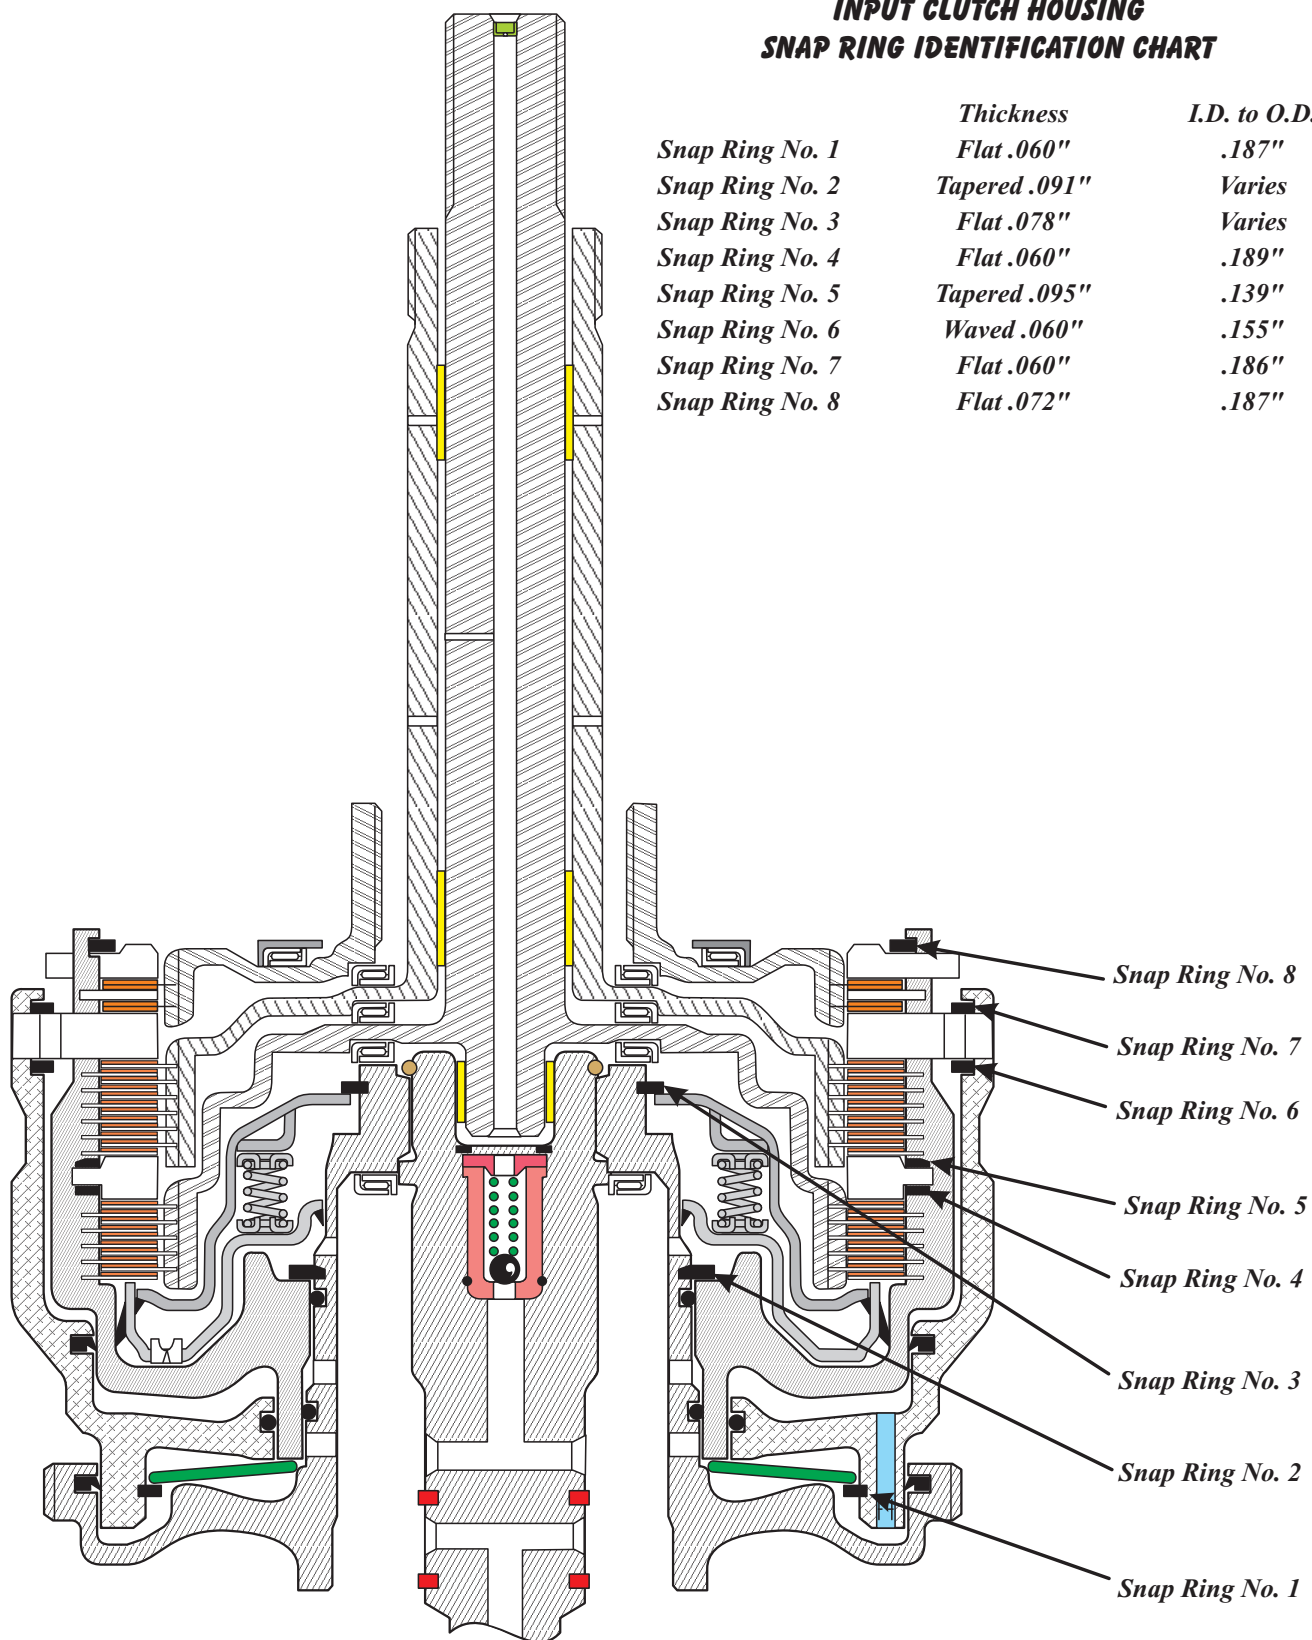 INPUT CLUTCH HOUSING
SNAP RING IDENTIFICATION CHART
Thickness I.D. to O.D.
Snap Ring No. 1 Flat .060" .187"
Snap Ring No. 2 Tapered .091" Varies
Snap Ring No. 3 Flat .078" Varies
Snap Ring No. 4 Flat .060" .189"
Snap Ring No. 5 Tapered .095" .139"
Snap Ring No. 6 Waved .060" .155"
Snap Ring No. 7 Flat .060" .186"
Snap Ring No. 8 Flat .072" .187"
Snap Ring No. 8
Snap Ring No. 7
Snap Ring No. 6
Snap Ring No. 5
Snap Ring No. 4
Snap Ring No. 3
Snap Ring No. 2
Snap Ring No. 1